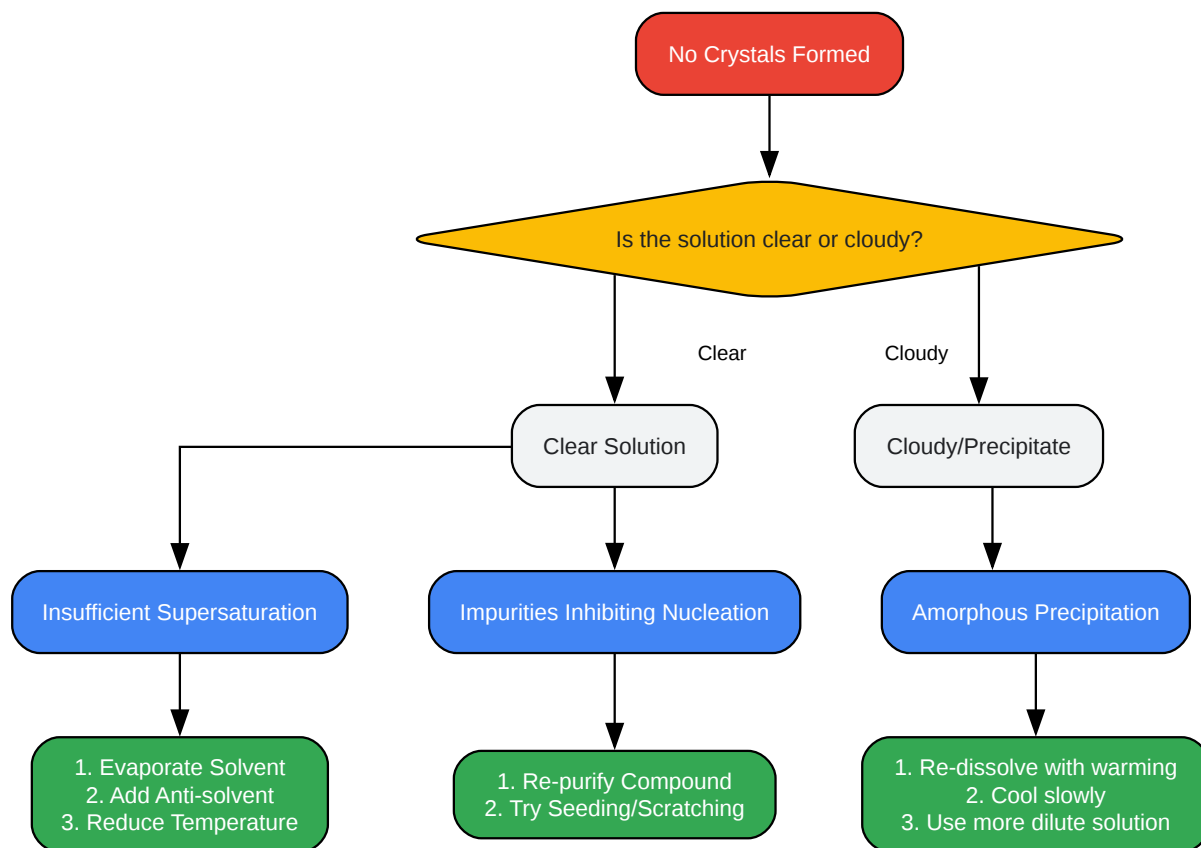 No Crystals Formed
Is the solution clear or cloudy?
Clear
Cloudy
Clear Solution
Cloudy/Precipitate
Insufficient Supersaturation
Impurities Inhibiting Nucleation
Amorphous Precipitation
1. Evaporate Solvent
2. Add Anti-solvent
3. Reduce Temperature
1. Re-purify Compound
2. Try Seeding/Scratching
1. Re-dissolve with warming
2. Cool slowly
3. Use more dilute solution